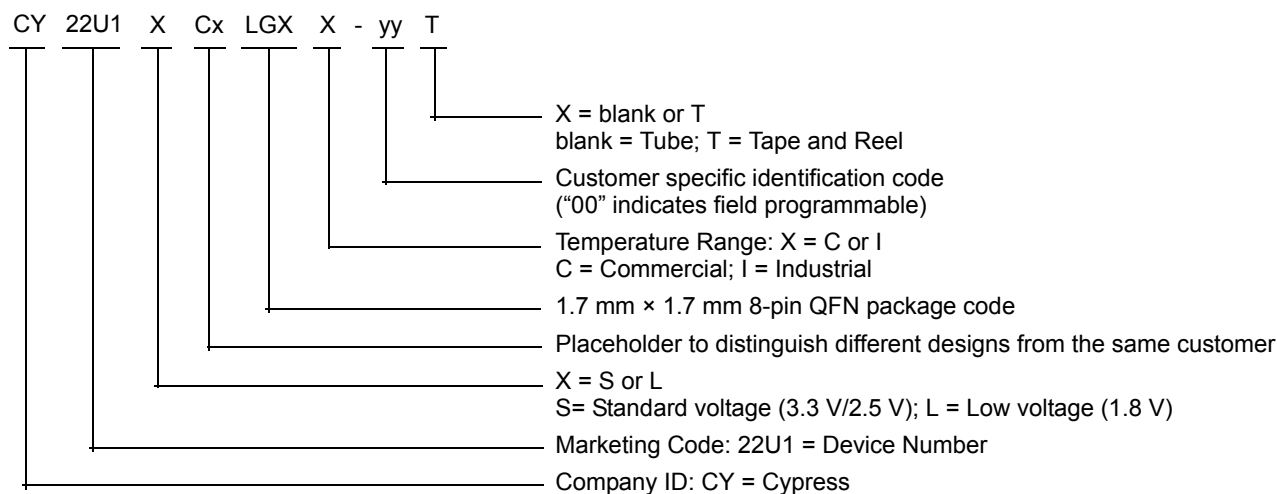 CY 22U1 X Cx LGX X - yy T
X = blank or T
blank = Tube; T = Tape and Reel
Customer specific identification code
(“00” indicates field programmable)
Temperature Range: X = C or I
C = Commercial; I = Industrial
1.7 mm × 1.7 mm 8-pin QFN package code
Placeholder to distinguish different designs from the same customer
X = S or L
S= Standard voltage (3.3 V/2.5 V); L = Low voltage (1.8 V)
Marketing Code: 22U1 = Device Number
Company ID: CY = Cypress